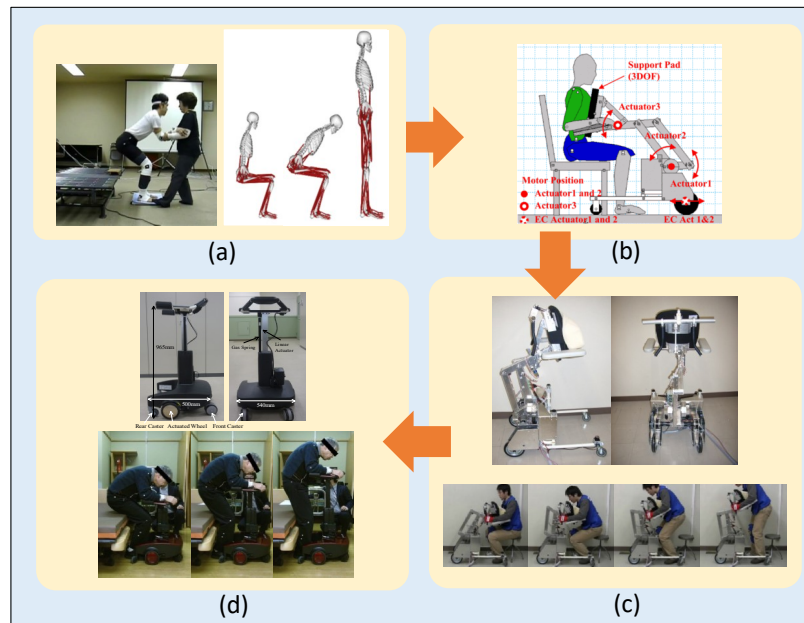 (a)
Support Pad
(3DOF)
Actuator3
Actuator2
Actuator1
Motor Position
Actuator1 and 2
Actuator3
EC Actuator1 and 2
EC Act 1&2
(b)
965mm
Gas Spring
Linear
Actuator
500mm
540mm
Rear Caster
Actuated Wheel
Front Caster
(d)
(c)